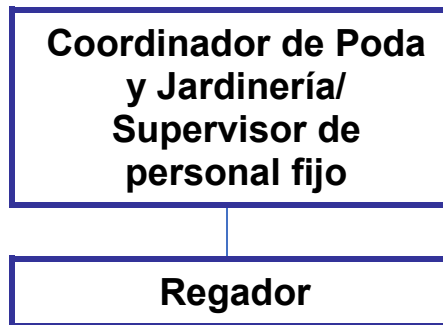 Coordinador de Poda
y Jardinería/
Supervisor de
personal fijo
Regador